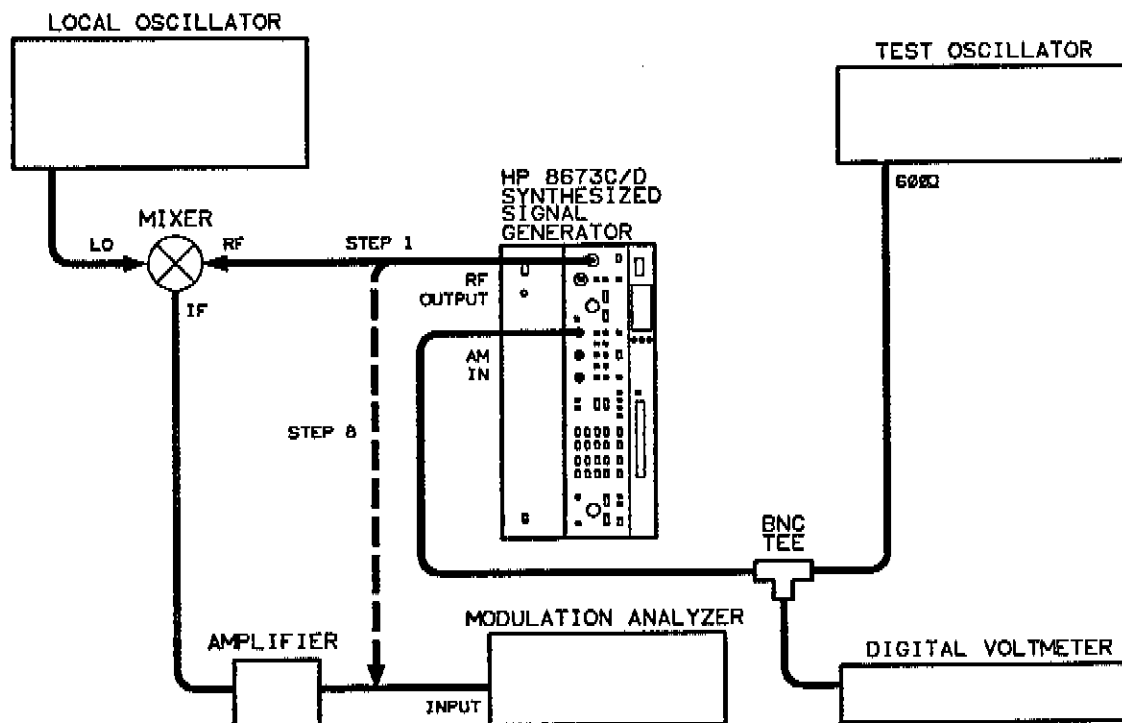 LOCAL OSCILLATOR
TEST OSCILLATOR
600Ω
HP 8673C/D
SYNTHESIZED
SIGNAL
GENERATOR
MIXER
LO
RF
STEP 1
IF
RF
OUTPUT
AM
IN
STEP 8
BNC
TEE
AMPLIFIER
MODULATION ANALYZER
INPUT
DIGITAL VOLTMETER